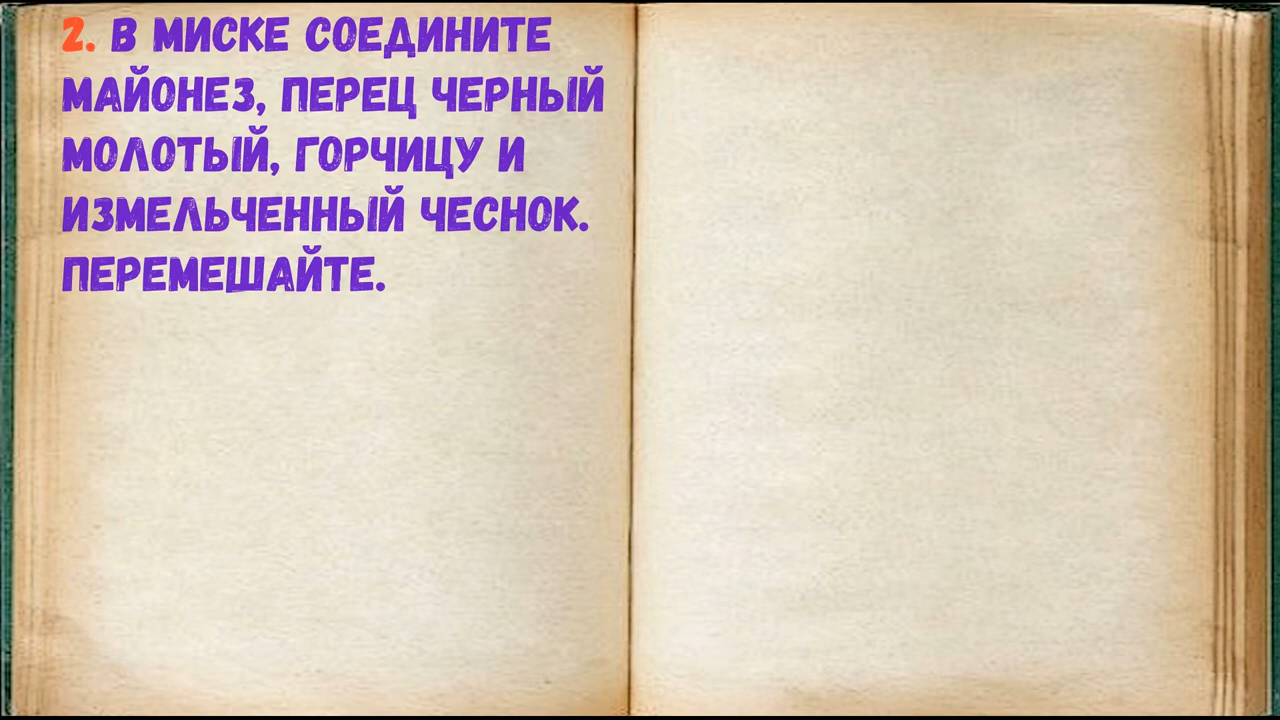 2. В МИСКЕ СОЕДИНИТЕ
МАЙОНЕЗ, ПЕРЕЦ ЧЕРНЫЙ
МОЛОТЫЙ, ГОРЧИЦУ И
ИЗМЕЛЬЧЕННЫЙ ЧЕСНОК.
ПЕРЕМЕШАЙТЕ.